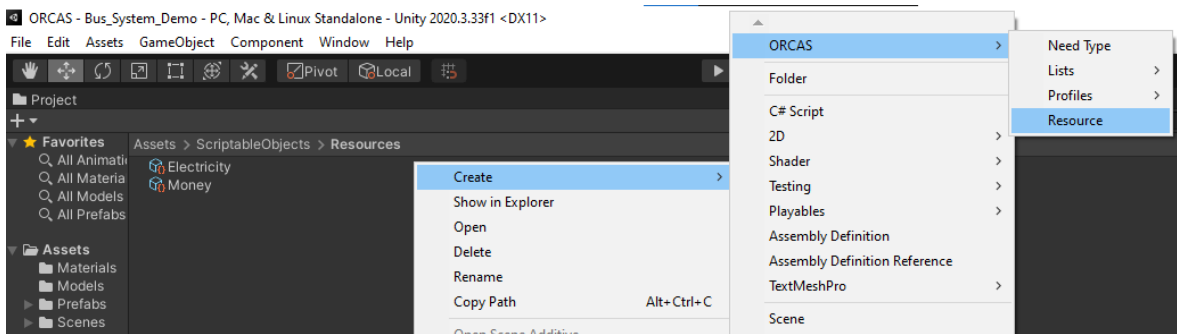 ORCAS - Bus_System_Demo - PC, Mac & Linux Standalone - Unity 2020.3.33f1 <DX11>
File Edit Assets GameObject Component Window Help
Pivot Local
Project
Favorites
All Animati
All Materia
All Models
All Prefabs
Assets
Materials
Models
Prefabs
Scenes
Assets > ScriptableObjects > Resources
Electricity
Money
Create
Show in Explorer
Open
Delete
Rename
Copy Path Alt+Ctrl+C
Open Scene Additive
ORCAS
Folder
C# Script
2D
Shader
Testing
Playables
Assembly Definition
Assembly Definition Reference
TextMeshPro
Scene
Need Type
Lists
Profiles
Resource